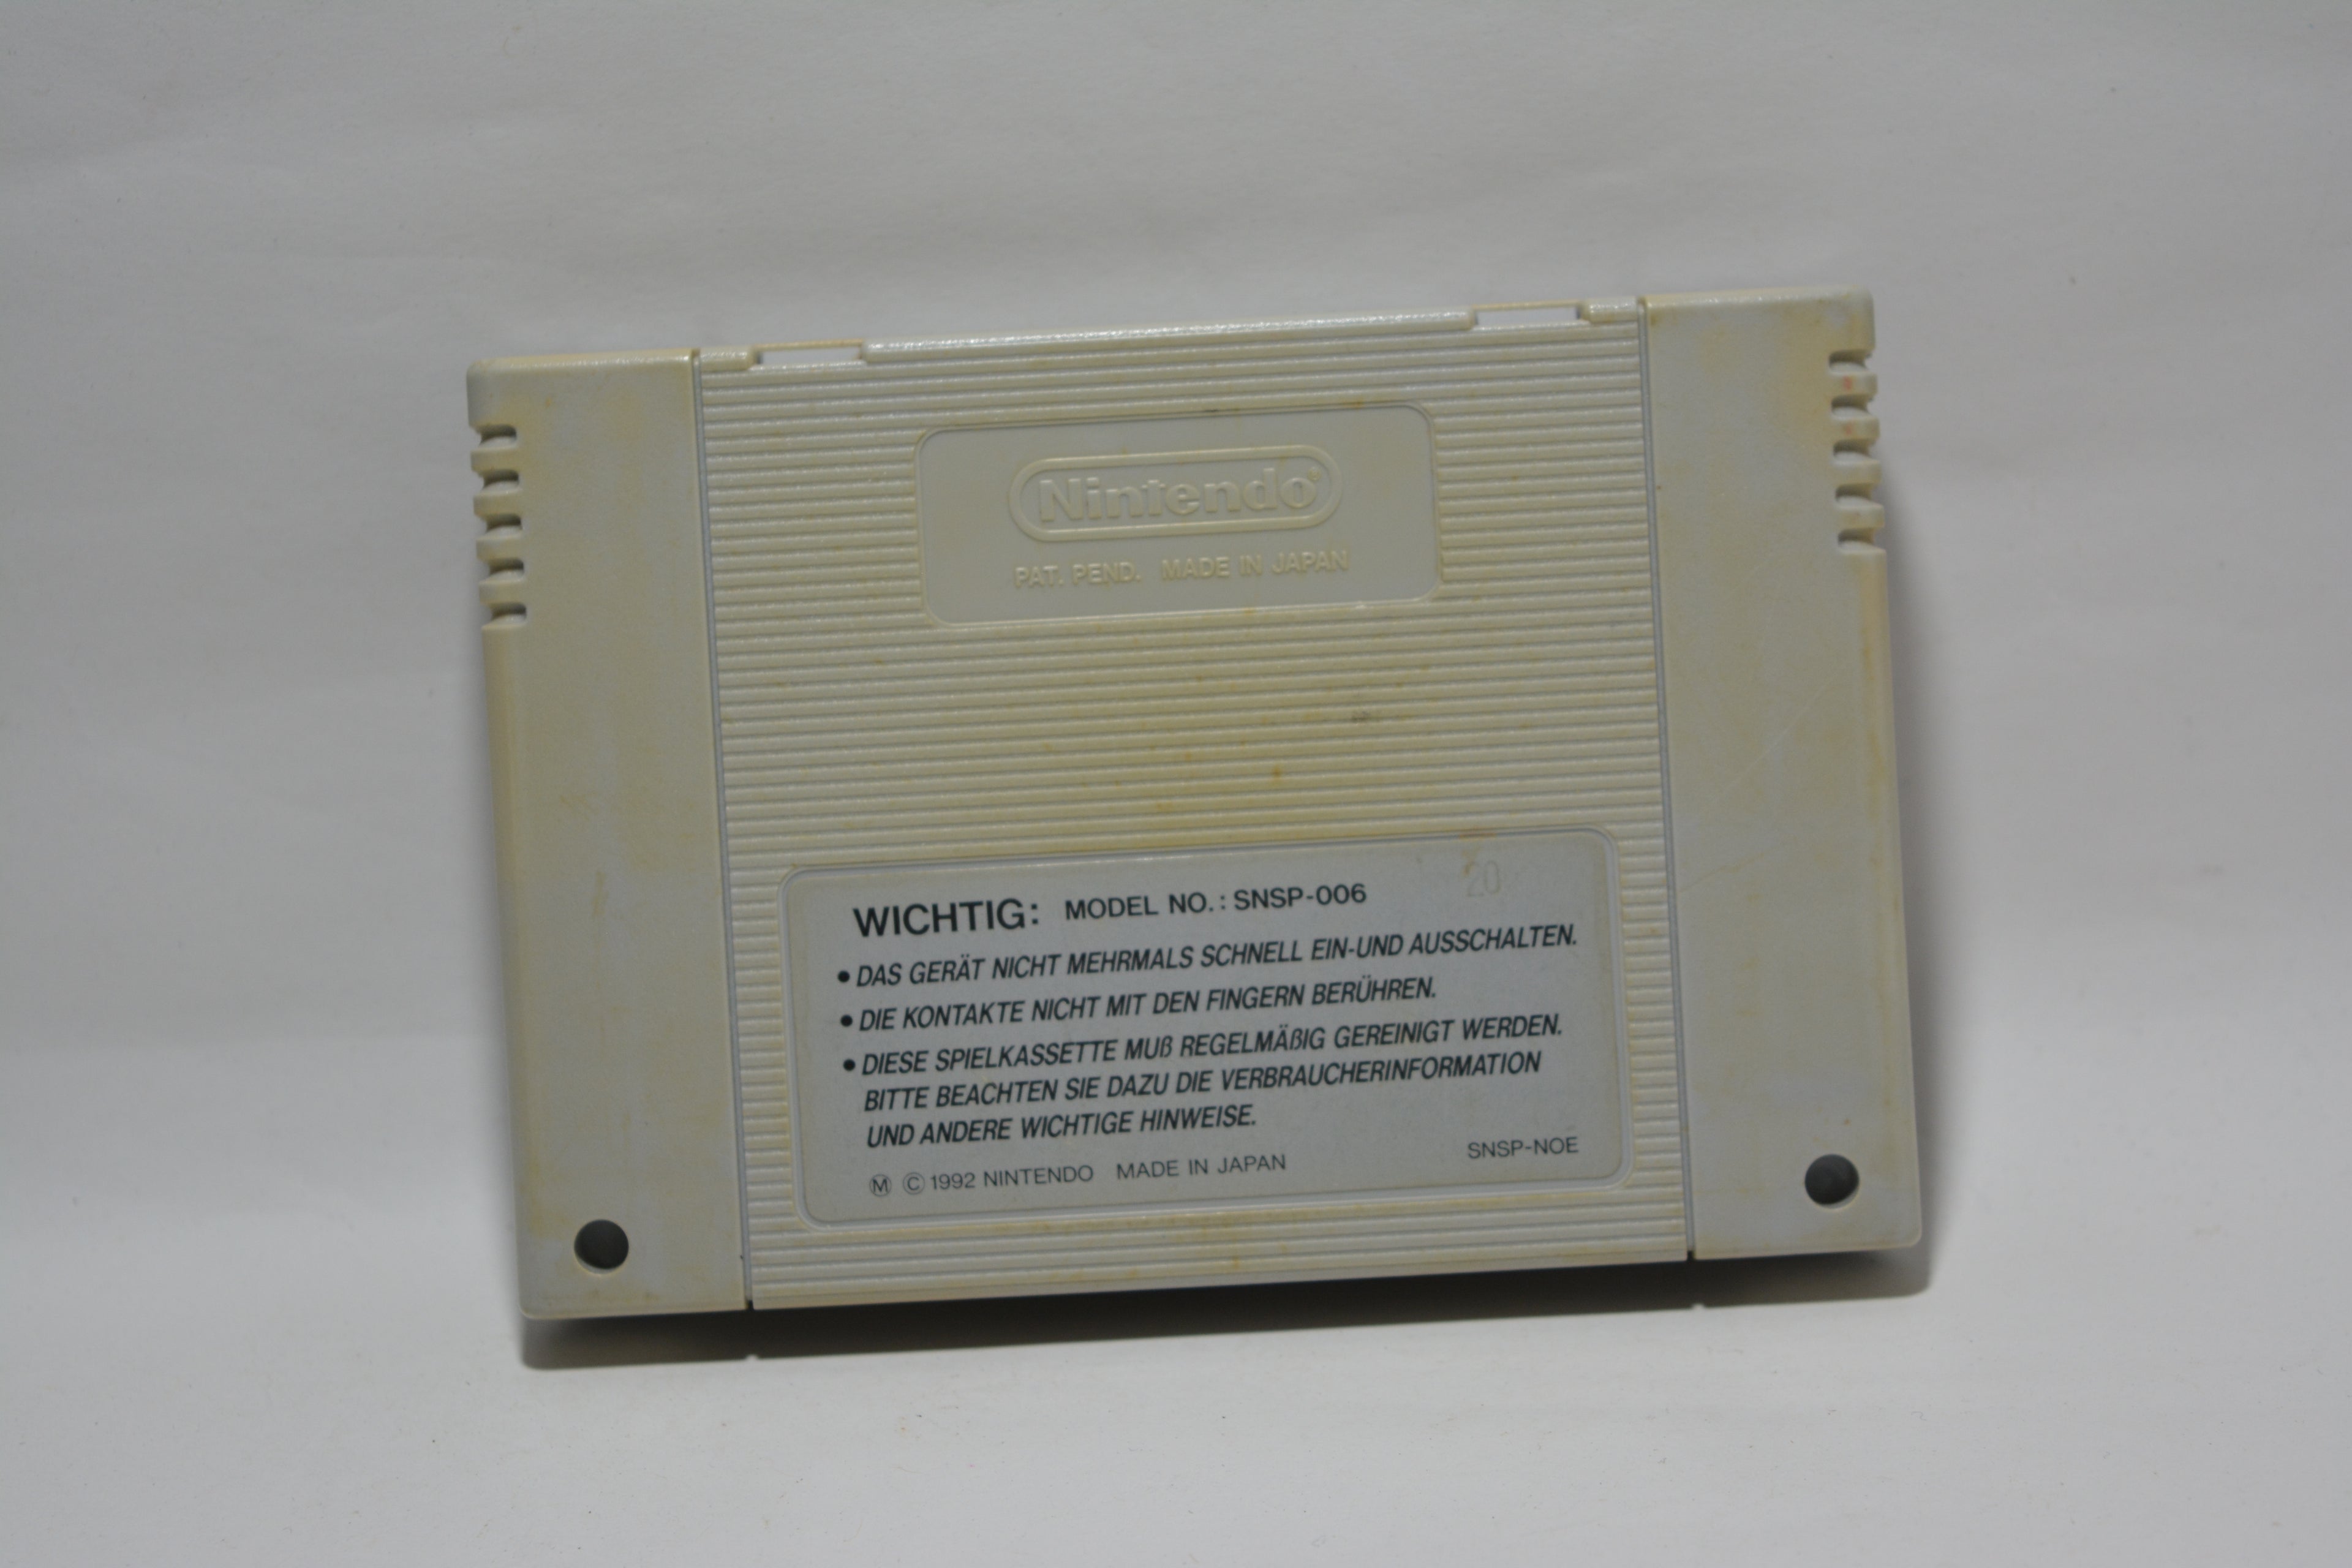 Nintendo®
PAT. PEND. MADE IN JAPAN
20
WICHTIG: MODEL NO.: SNSP-006
• DAS GERÄT NICHT MEHRMALS SCHNELL EIN-UND AUSSCHALTEN.
• DIE KONTAKTE NICHT MIT DEN FINGERN BERÜHREN.
• DIESE SPIELKASSETTE MUß REGELMÄßIG GEREINIGT WERDEN.
BITTE BEACHTEN SIE DAZU DIE VERBRAUCHERINFORMATION
UND ANDERE WICHTIGE HINWEISE.
Ⓜ © 1992 NINTENDO MADE IN JAPAN
SNSP-NOE